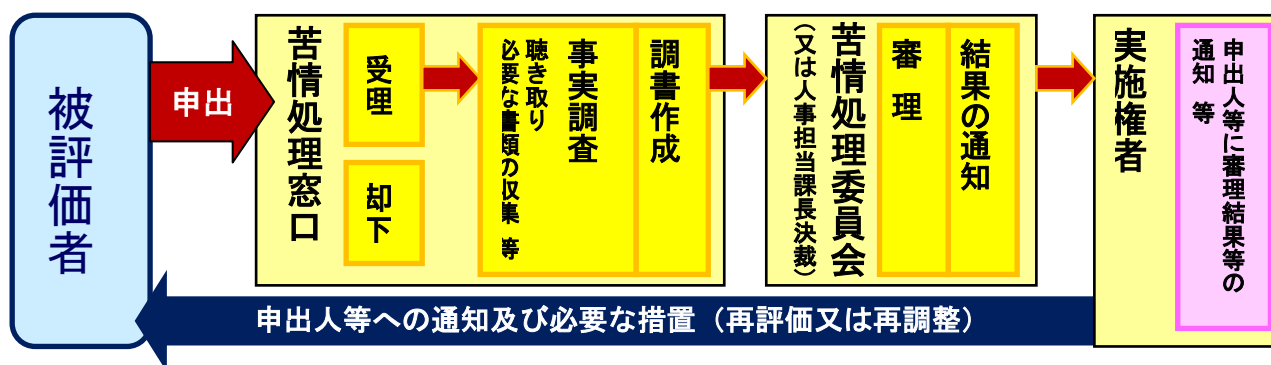 被評価者
申出
苦情処理窓口
受理
却下
事実調査
聴き取り
必要な書類の収集 等
調書作成
苦情処理委員会
（又は人事担当課長決裁）
審 理
結果の通知
実施権者
申出人等に審理結果等の
通知 等
申出人等への通知及び必要な措置（再評価又は再調整）